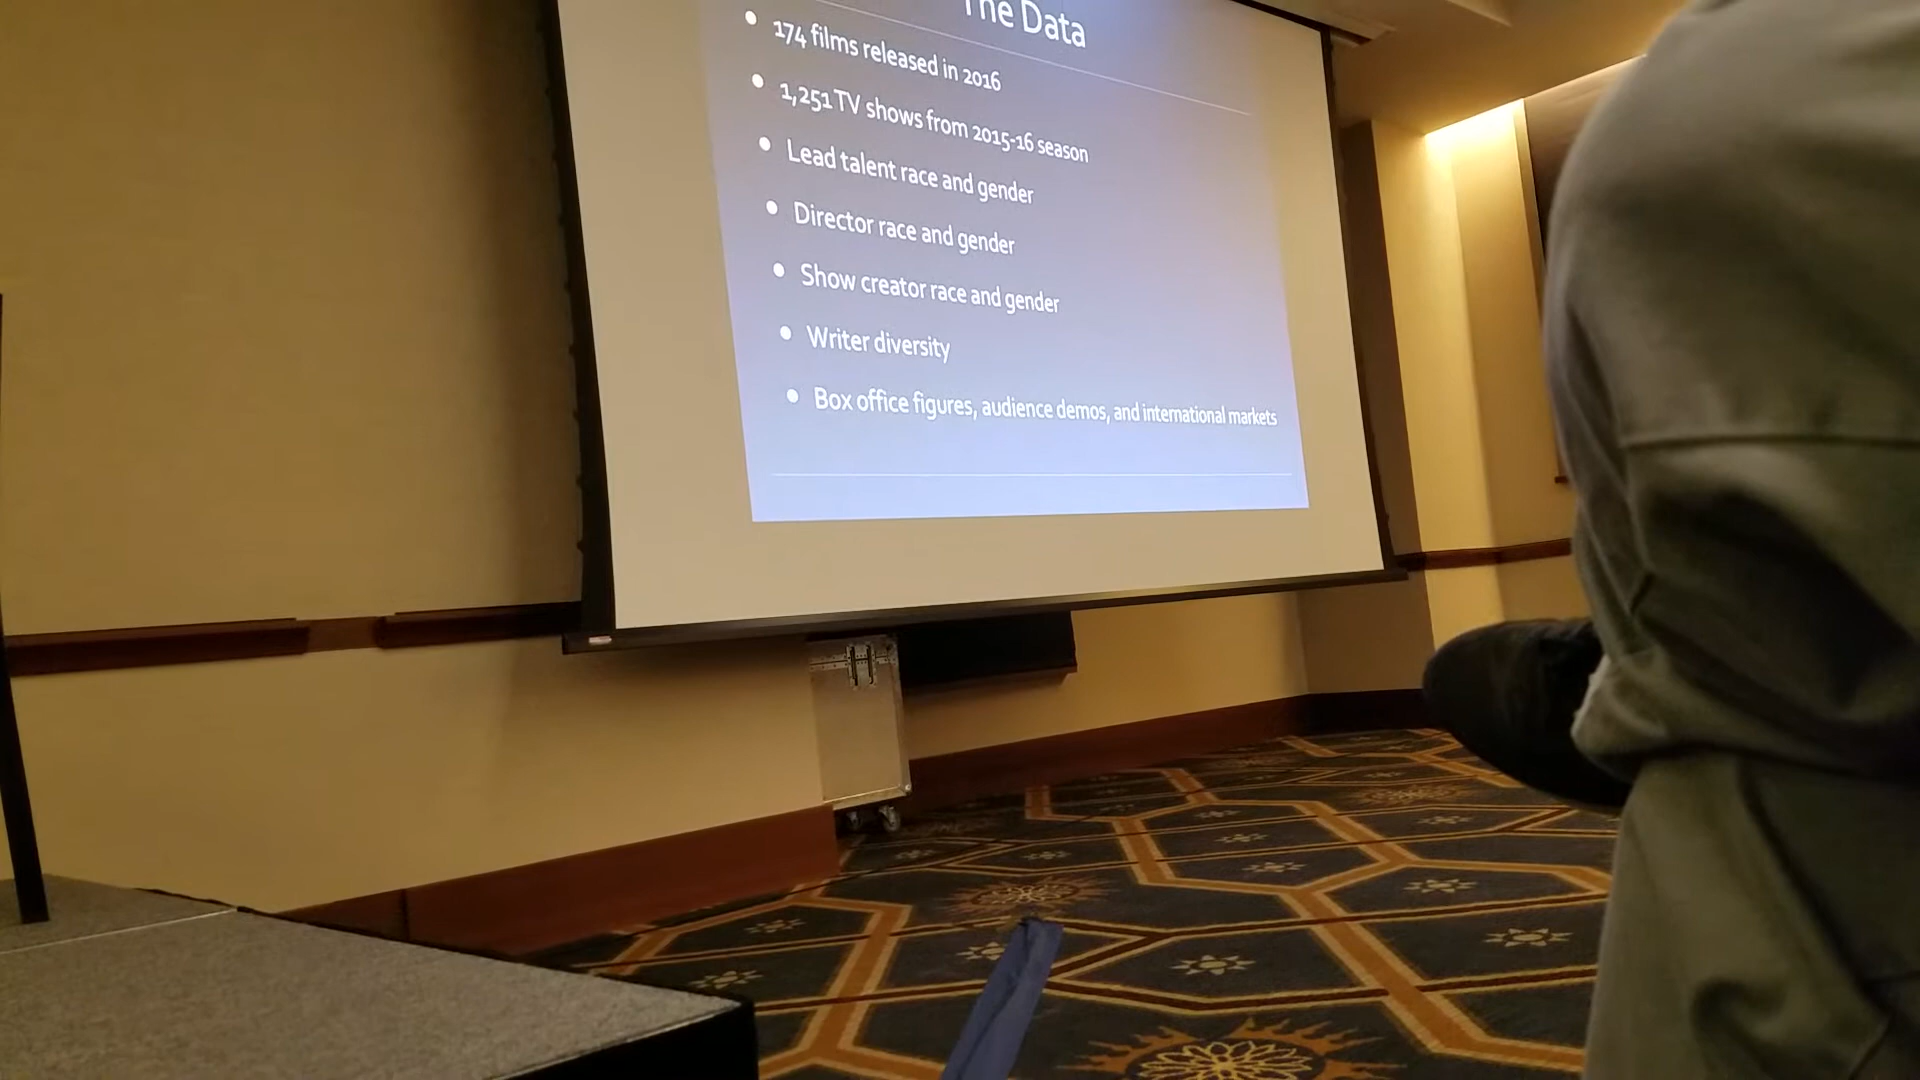 The Data
174 films released in 2016
1,251 TV shows from 2015-16 season
Lead talent race and gender
Director race and gender
Show creator race and gender
Writer diversity
Box office figures, audience demos, and international markets